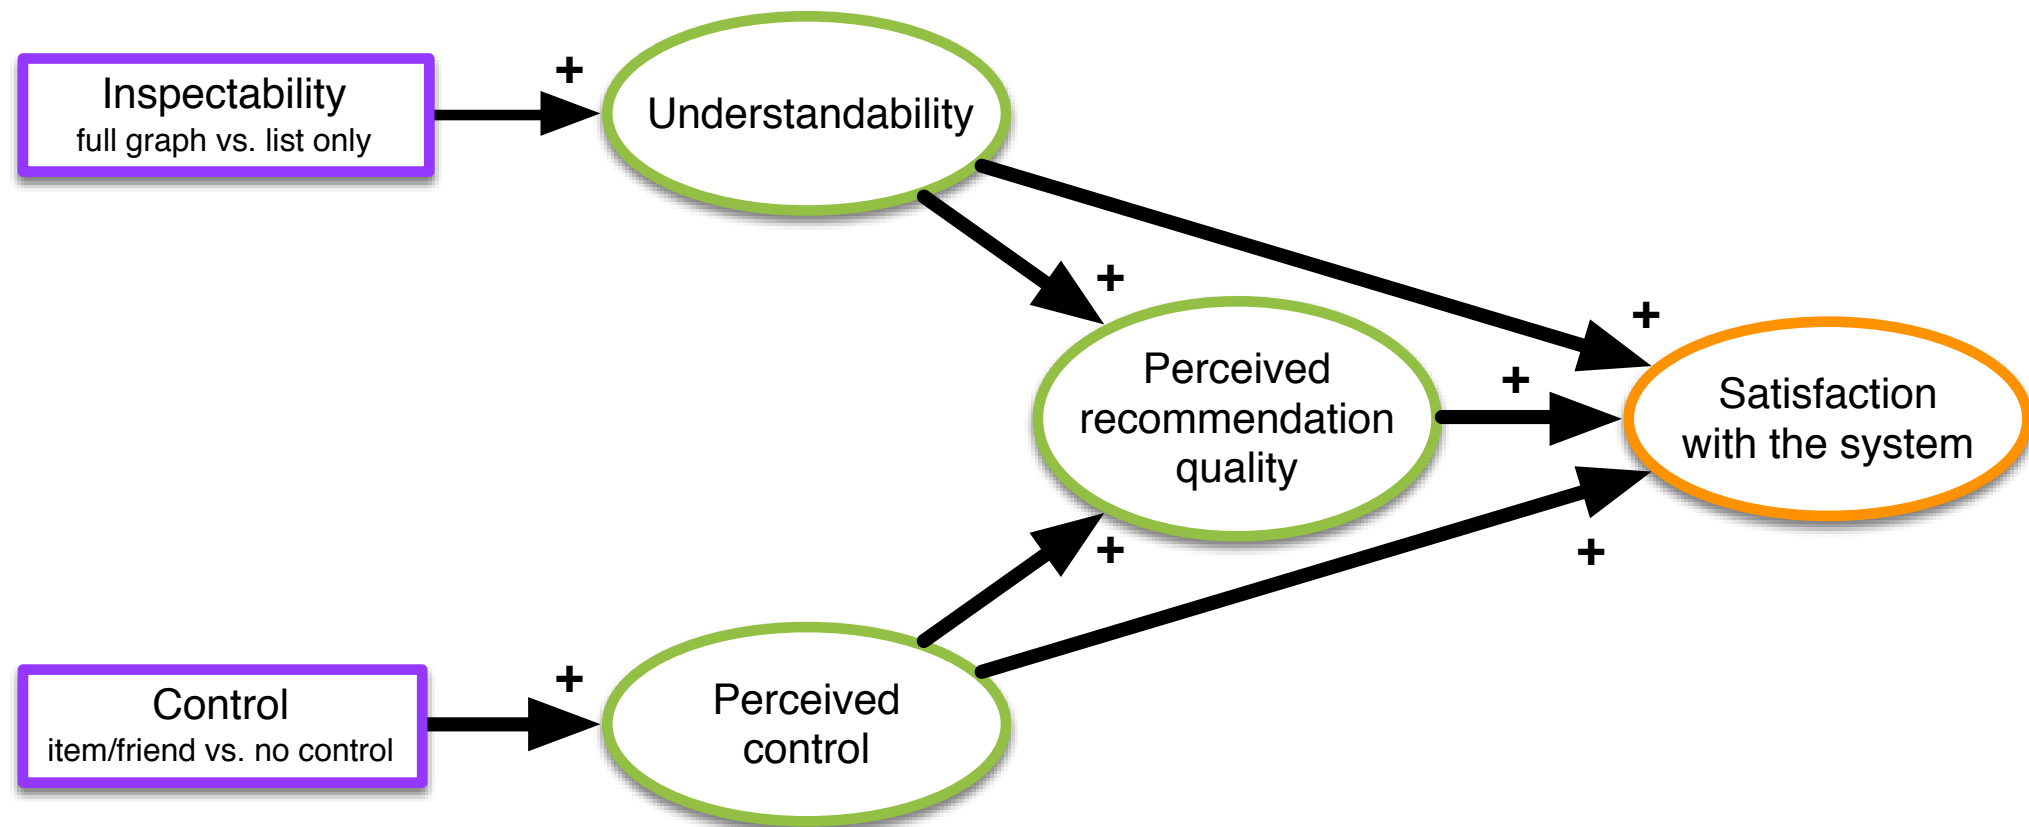 Inspectability
full graph vs. list only
+
Understandability
+
+
Perceived
recommendation
quality
+
Satisfaction
with the system
+
+
Control
item/friend vs. no control
+
Perceived
control